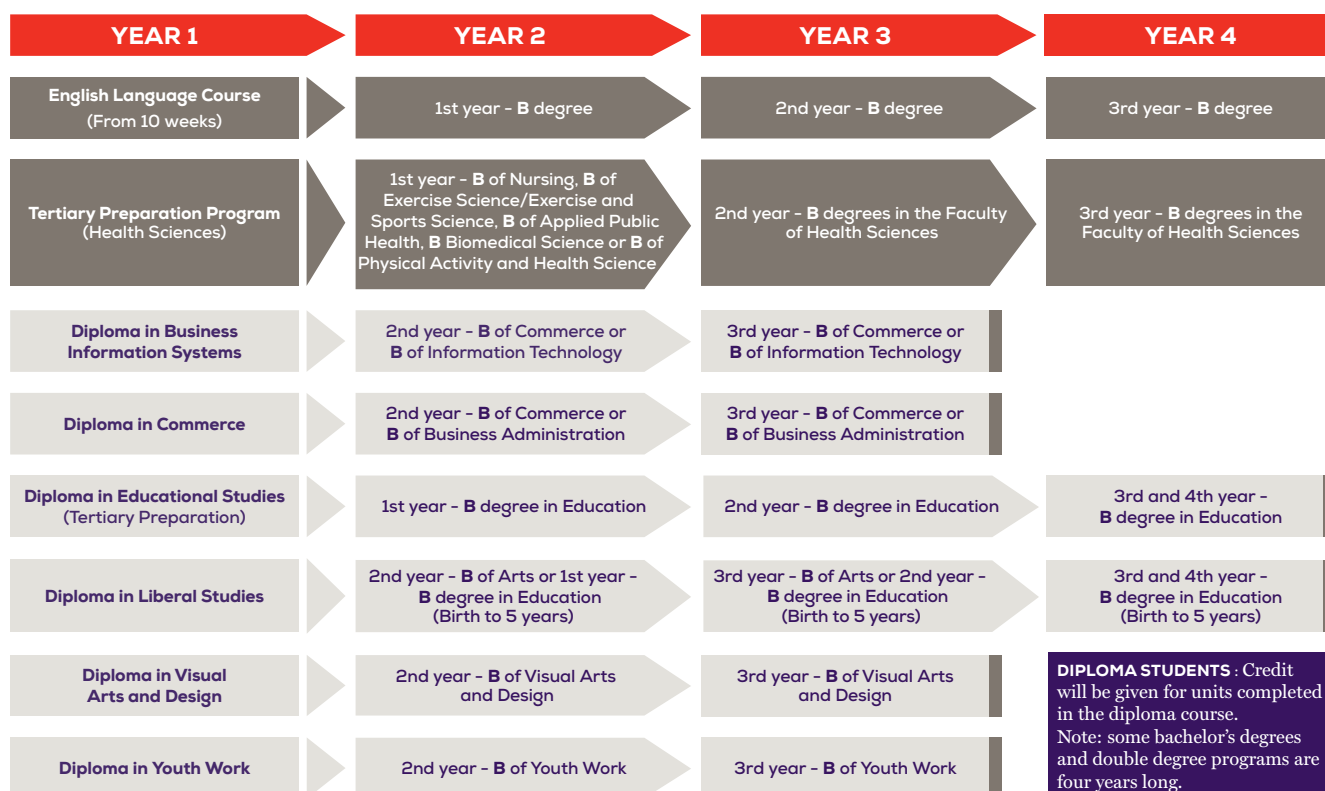 YEAR 1
YEAR 2
YEAR 3
YEAR 4
English Language Course
(From 10 weeks)
1st year - B degree
2nd year - B degree
3rd year - B degree
Tertiary Preparation Program
(Health Sciences)
1st year - B of Nursing, B of
Exercise Science/Exercise and
Sports Science, B of Applied Public
Health, B Biomedical Science or B of
Physical Activity and Health Science
2nd year - B degrees in the Faculty
of Health Sciences
3rd year - B degrees in the
Faculty of Health Sciences
Diploma in Business
Information Systems
2nd year - B of Commerce or
B of Information Technology
3rd year - B of Commerce or
B of Information Technology
Diploma in Commerce
2nd year - B of Commerce or
B of Business Administration
3rd year - B of Commerce or
B of Business Administration
Diploma in Educational Studies
(Tertiary Preparation)
1st year - B degree in Education
2nd year - B degree in Education
3rd and 4th year -
B degree in Education
Diploma in Liberal Studies
2nd year - B of Arts or 1st year -
B degree in Education
(Birth to 5 years)
3rd year - B of Arts or 2nd year -
B degree in Education
(Birth to 5 years)
3rd and 4th year -
B degree in Education
(Birth to 5 years)
Diploma in Visual
Arts and Design
2nd year - B of Visual Arts
and Design
3rd year - B of Visual Arts
and Design
DIPLOMA STUDENTS : Credit
will be given for units completed
in the diploma course.
Note: some bachelor's degrees
and double degree programs are
four years long.
Diploma in Youth Work
2nd year - B of Youth Work
3rd year - B of Youth Work